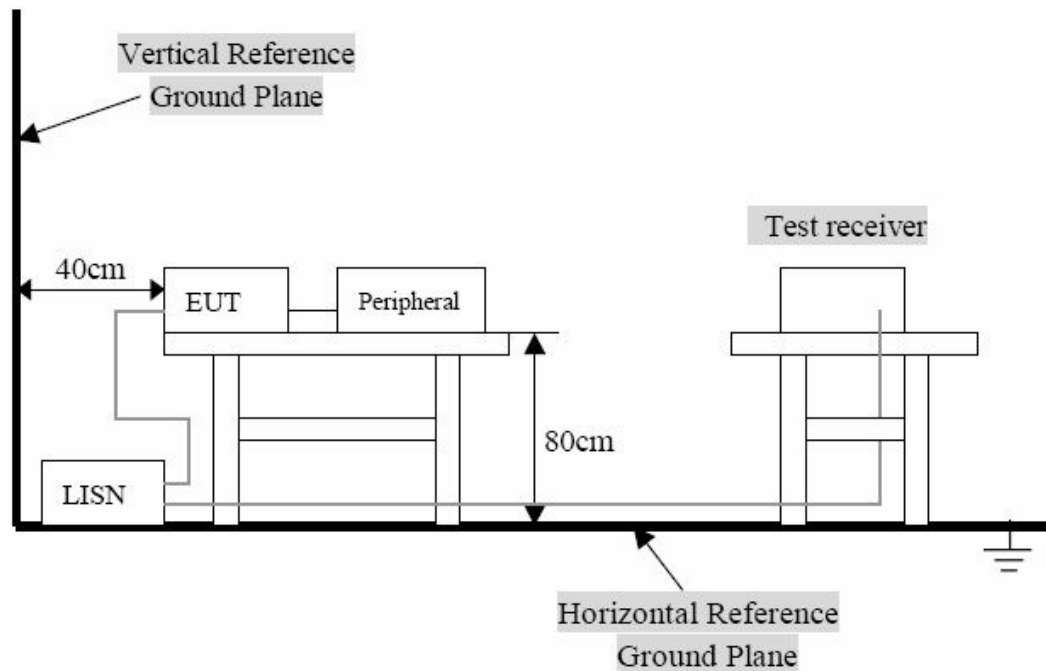 Vertical Reference
Ground Plane
Test receiver
40cm
EUT
Peripheral
80cm
LISN
Horizontal Reference
Ground Plane